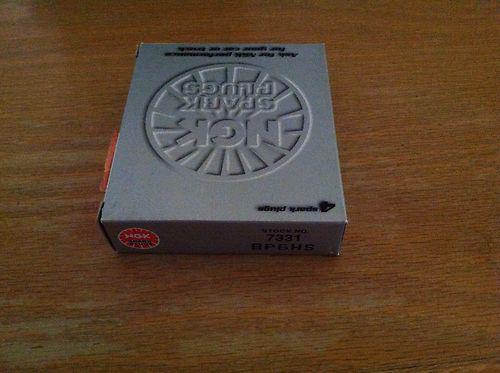 Ask for NGK performance
for your car or truck
NGK
SPARK
PLUGS
4 spark plugs
NGK
STOCK NO.
7331
BP6HS